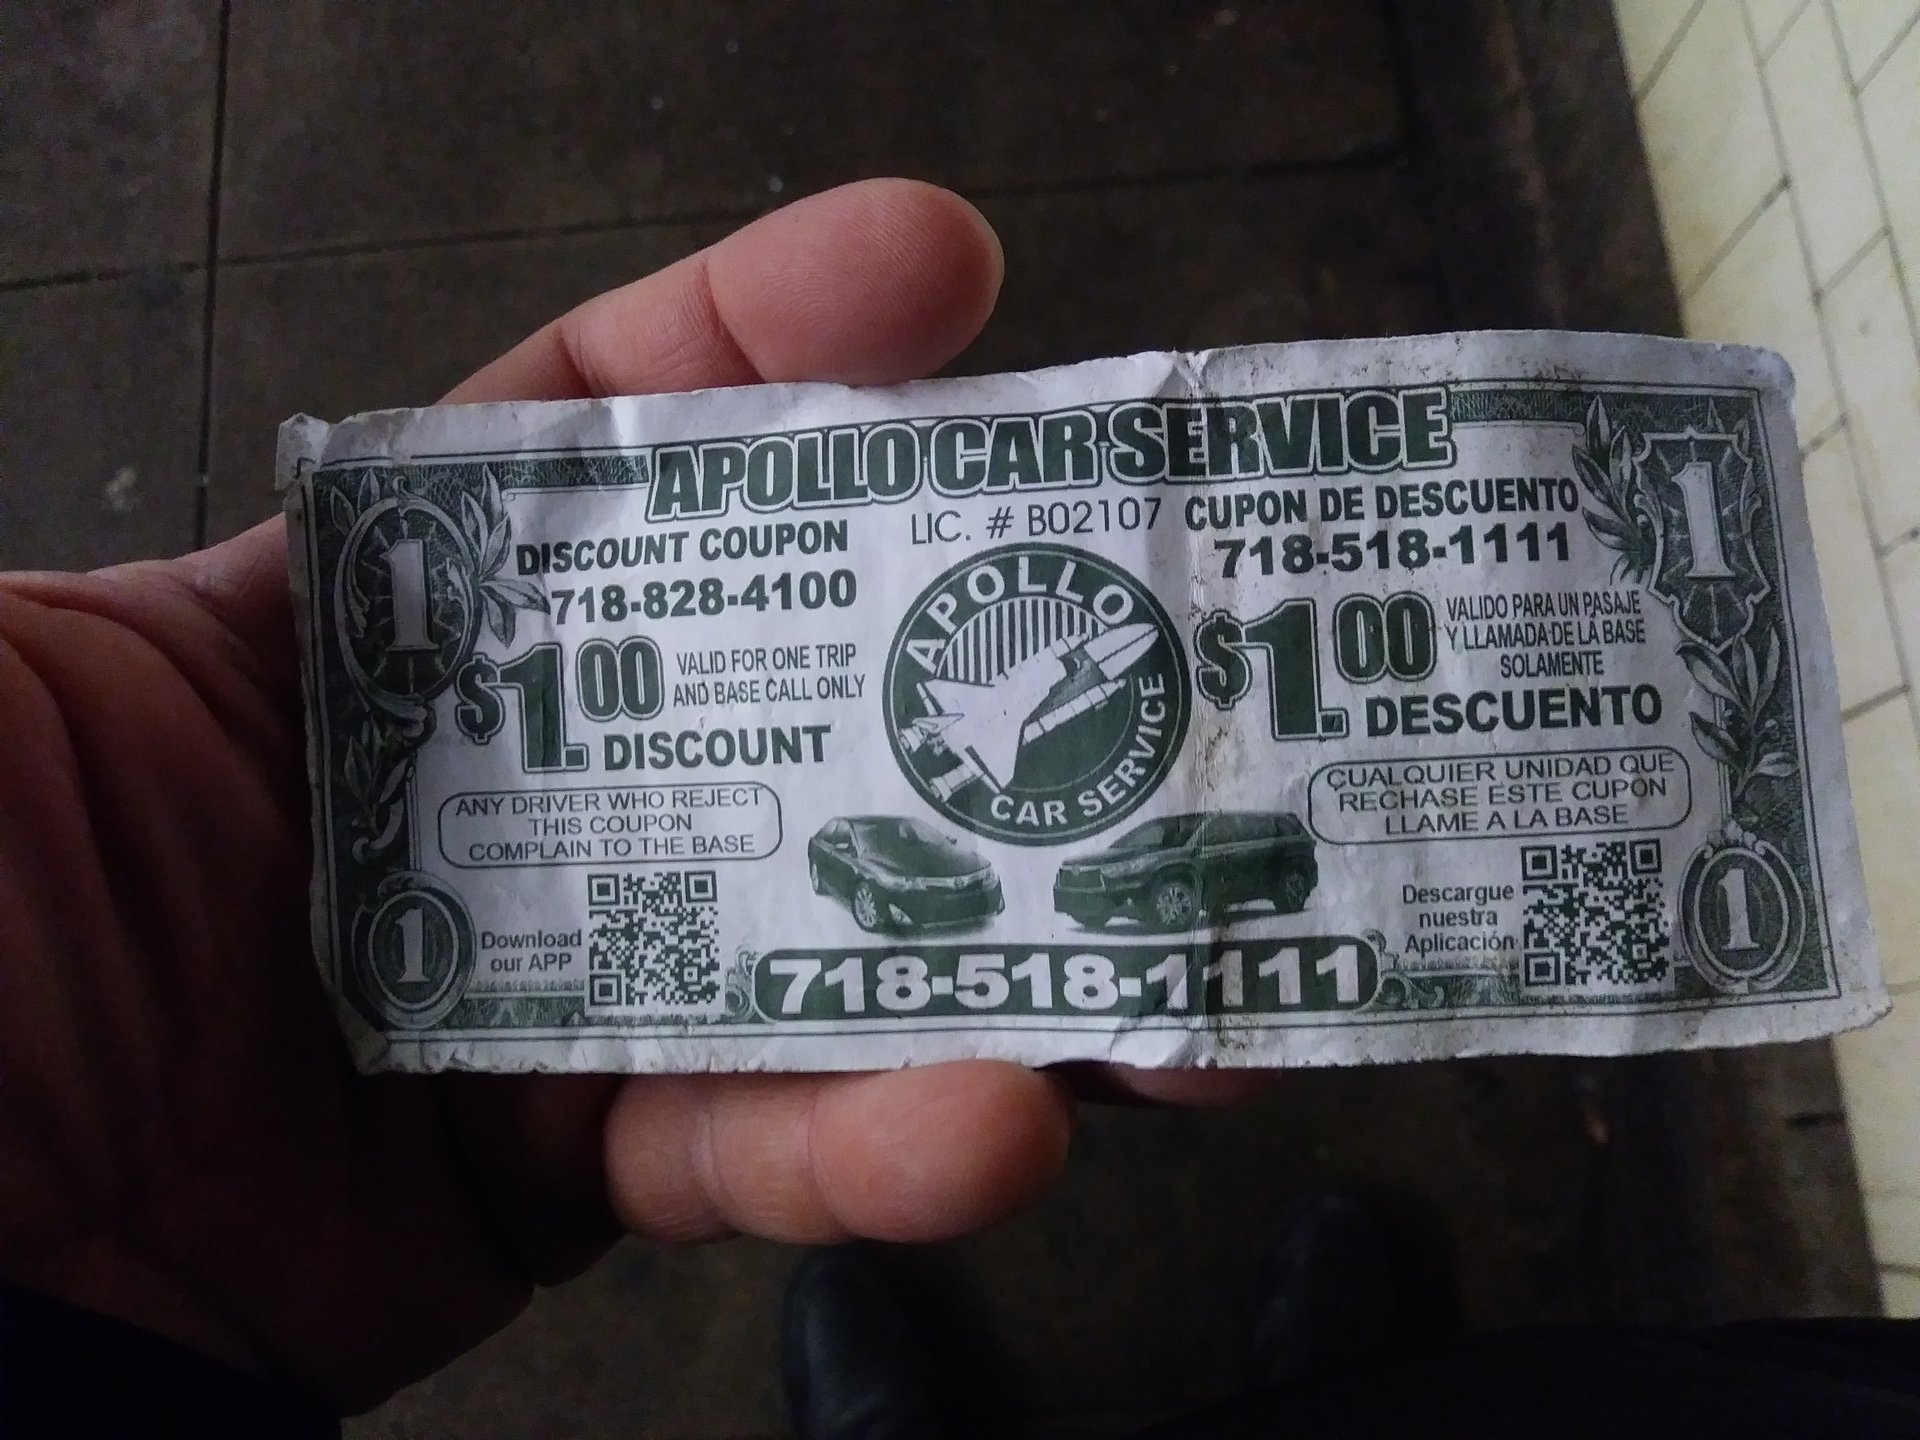 APOLLO CAR SERVICE
LIC. # B02107
DISCOUNT COUPON
718-828-4100
$1.00
VALID FOR ONE TRIP
AND BASE CALL ONLY
DISCOUNT
ANY DRIVER WHO REJECT
THIS COUPON
COMPLAIN TO THE BASE
Download
our APP
APOLLO
CAR SERVICE
CUPON DE DESCUENTO
718-518-1111
$1.00
VALIDO PARA UN PASAJE
Y LLAMADA DE LA BASE
SOLAMENTE
DESCUENTO
CUALQUIER UNIDAD QUE
RECHASE ESTE CUPON
LLAME A LA BASE
Descargue
nuestra
Aplicación
718-518-1111
1
1
1
1